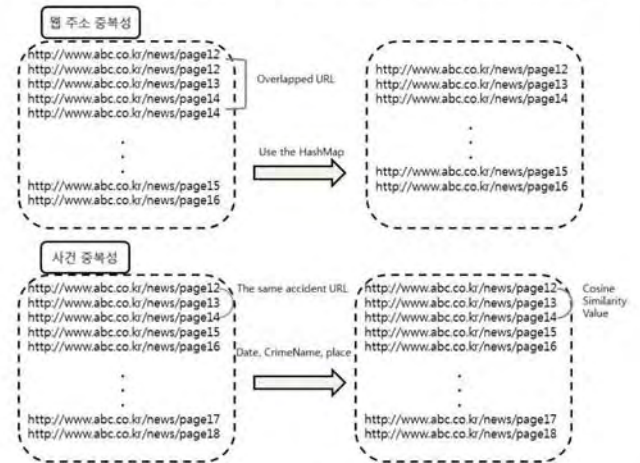 웹 주소 중복성
http://www.abc.co.kr/news/page12
http://www.abc.co.kr/news/page12
http://www.abc.co.kr/news/page13
http://www.abc.co.kr/news/page14
http://www.abc.co.kr/news/page14
.
.
.
http://www.abc.co.kr/news/page15
http://www.abc.co.kr/news/page16
Overlapped URL
Use the HashMap
http://www.abc.co.kr/news/page12
http://www.abc.co.kr/news/page13
http://www.abc.co.kr/news/page14
.
.
.
http://www.abc.co.kr/news/page15
http://www.abc.co.kr/news/page16
사건 중복성
http://www.abc.co.kr/news/page12
http://www.abc.co.kr/news/page13
http://www.abc.co.kr/news/page14
http://www.abc.co.kr/news/page15
http://www.abc.co.kr/news/page16
.
.
.
http://www.abc.co.kr/news/page17
http://www.abc.co.kr/news/page18
The same accident URL
Date, CrimeName, place
http://www.abc.co.kr/news/page12
http://www.abc.co.kr/news/page13
http://www.abc.co.kr/news/page14
http://www.abc.co.kr/news/page15
http://www.abc.co.kr/news/page16
.
.
.
http://www.abc.co.kr/news/page17
http://www.abc.co.kr/news/page18
Cosine
Similarity
Value